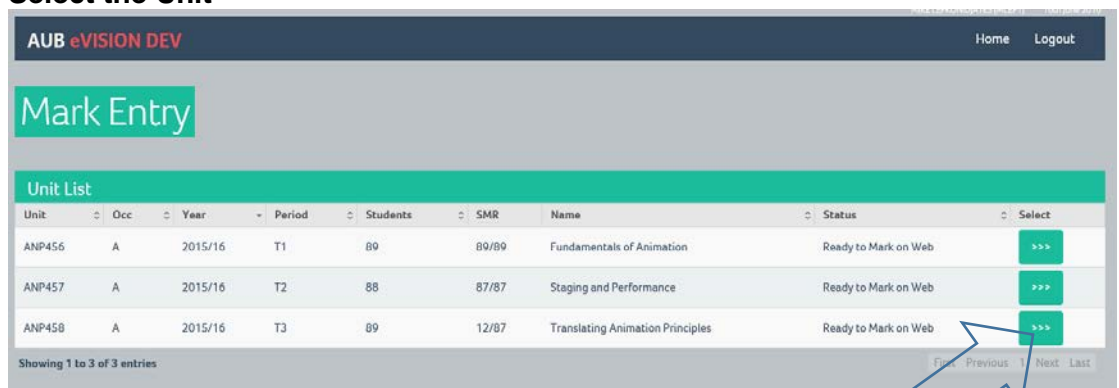 Select the Unit
AUB eVISION DEV Home Logout
Mark Entry
Unit List
Unit Occ Year Period Students SMR Name Status Select
ANP456 A 2015/16 T1 89 89/89 Fundamentals of Animation Ready to Mark on Web >>>
ANP457 A 2015/16 T2 88 87/87 Staging and Performance Ready to Mark on Web >>>
ANP458 A 2015/16 T3 89 12/87 Translating Animation Principles Ready to Mark on Web >>>
Showing 1 to 3 of 3 entries First Previous 1 Next Last